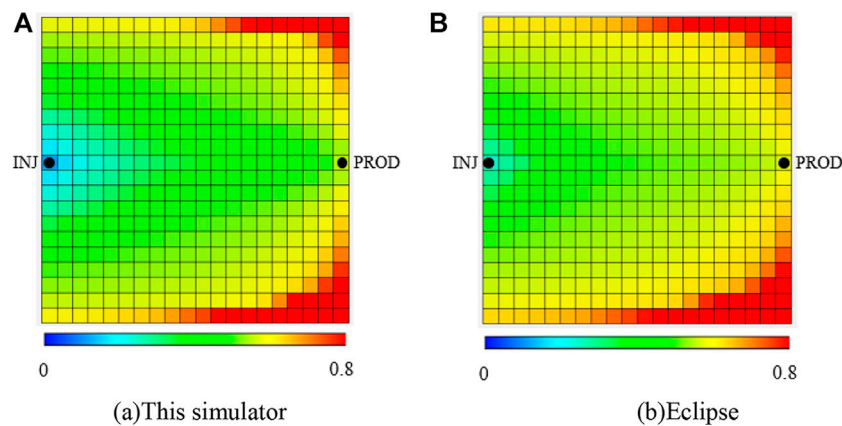 A
B
INJ
PROD
INJ
PROD
0
0.8
0
0.8
(a)This simulator
(b)Eclipse